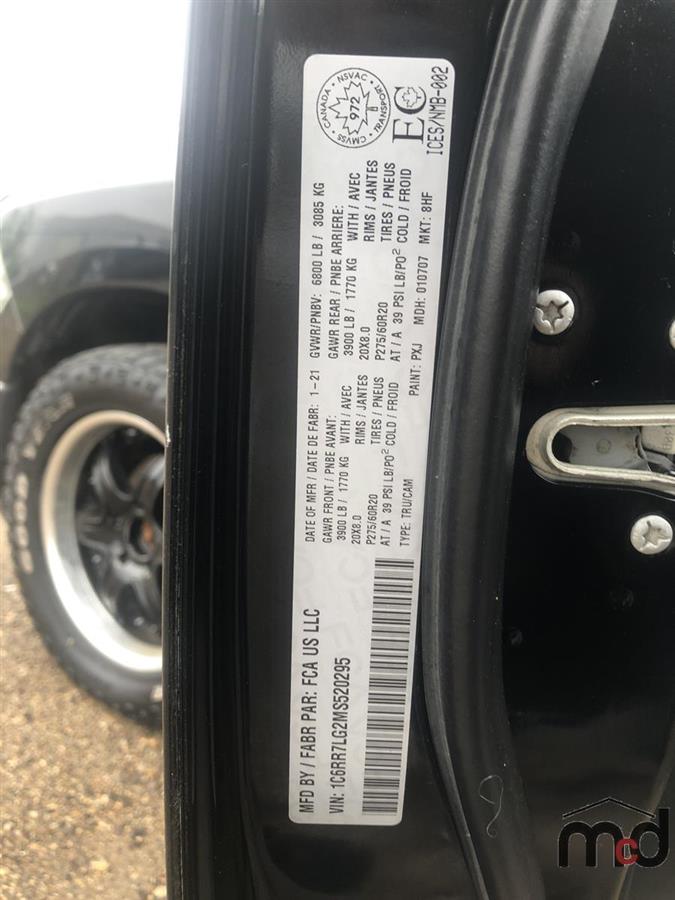 MFD BY / FABR PAR: FCA US LLC
DATE OF MFR / DATE DE FABR: 1-21 GVWR/PNBV: 6800 LB / 3085 KG
GAWR FRONT / PNBE AVANT:
3900 LB / 1770 KG WITH / AVEC
20X8.0 RIMS / JANTES
P275/60R20 TIRES / PNEUS
AT / A 39 PSI LB/PO² COLD / FROID
GAWR REAR / PNBE ARRIERE:
3900 LB / 1770 KG WITH / AVEC
20X8.0 RIMS / JANTES
P275/60R20 TIRES / PNEUS
AT / A 39 PSI LB/PO² COLD / FROID
VIN: 1C6RR7LG2MS520295
TYPE: TRU/CAM PAINT: PXJ MDH: 010707 MKT: 8HF
CANADA · NSVAC · TRANSPORT · CMVSS
972
EC
ICES/NMB-002
mcd